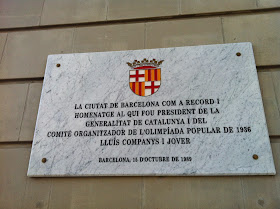 LA CIUTAT DE BARCELONA COM A RECORD I
HOMENATGE AL QUI FOU PRESIDENT DE LA
GENERALITAT DE CATALUNYA I DEL
COMITÈ ORGANITZADOR DE L'OLIMPÍADA POPULAR DE 1936
LLUÍS COMPANYS I JOVER
BARCELONA, 15 D'OCTUBRE DE 1989